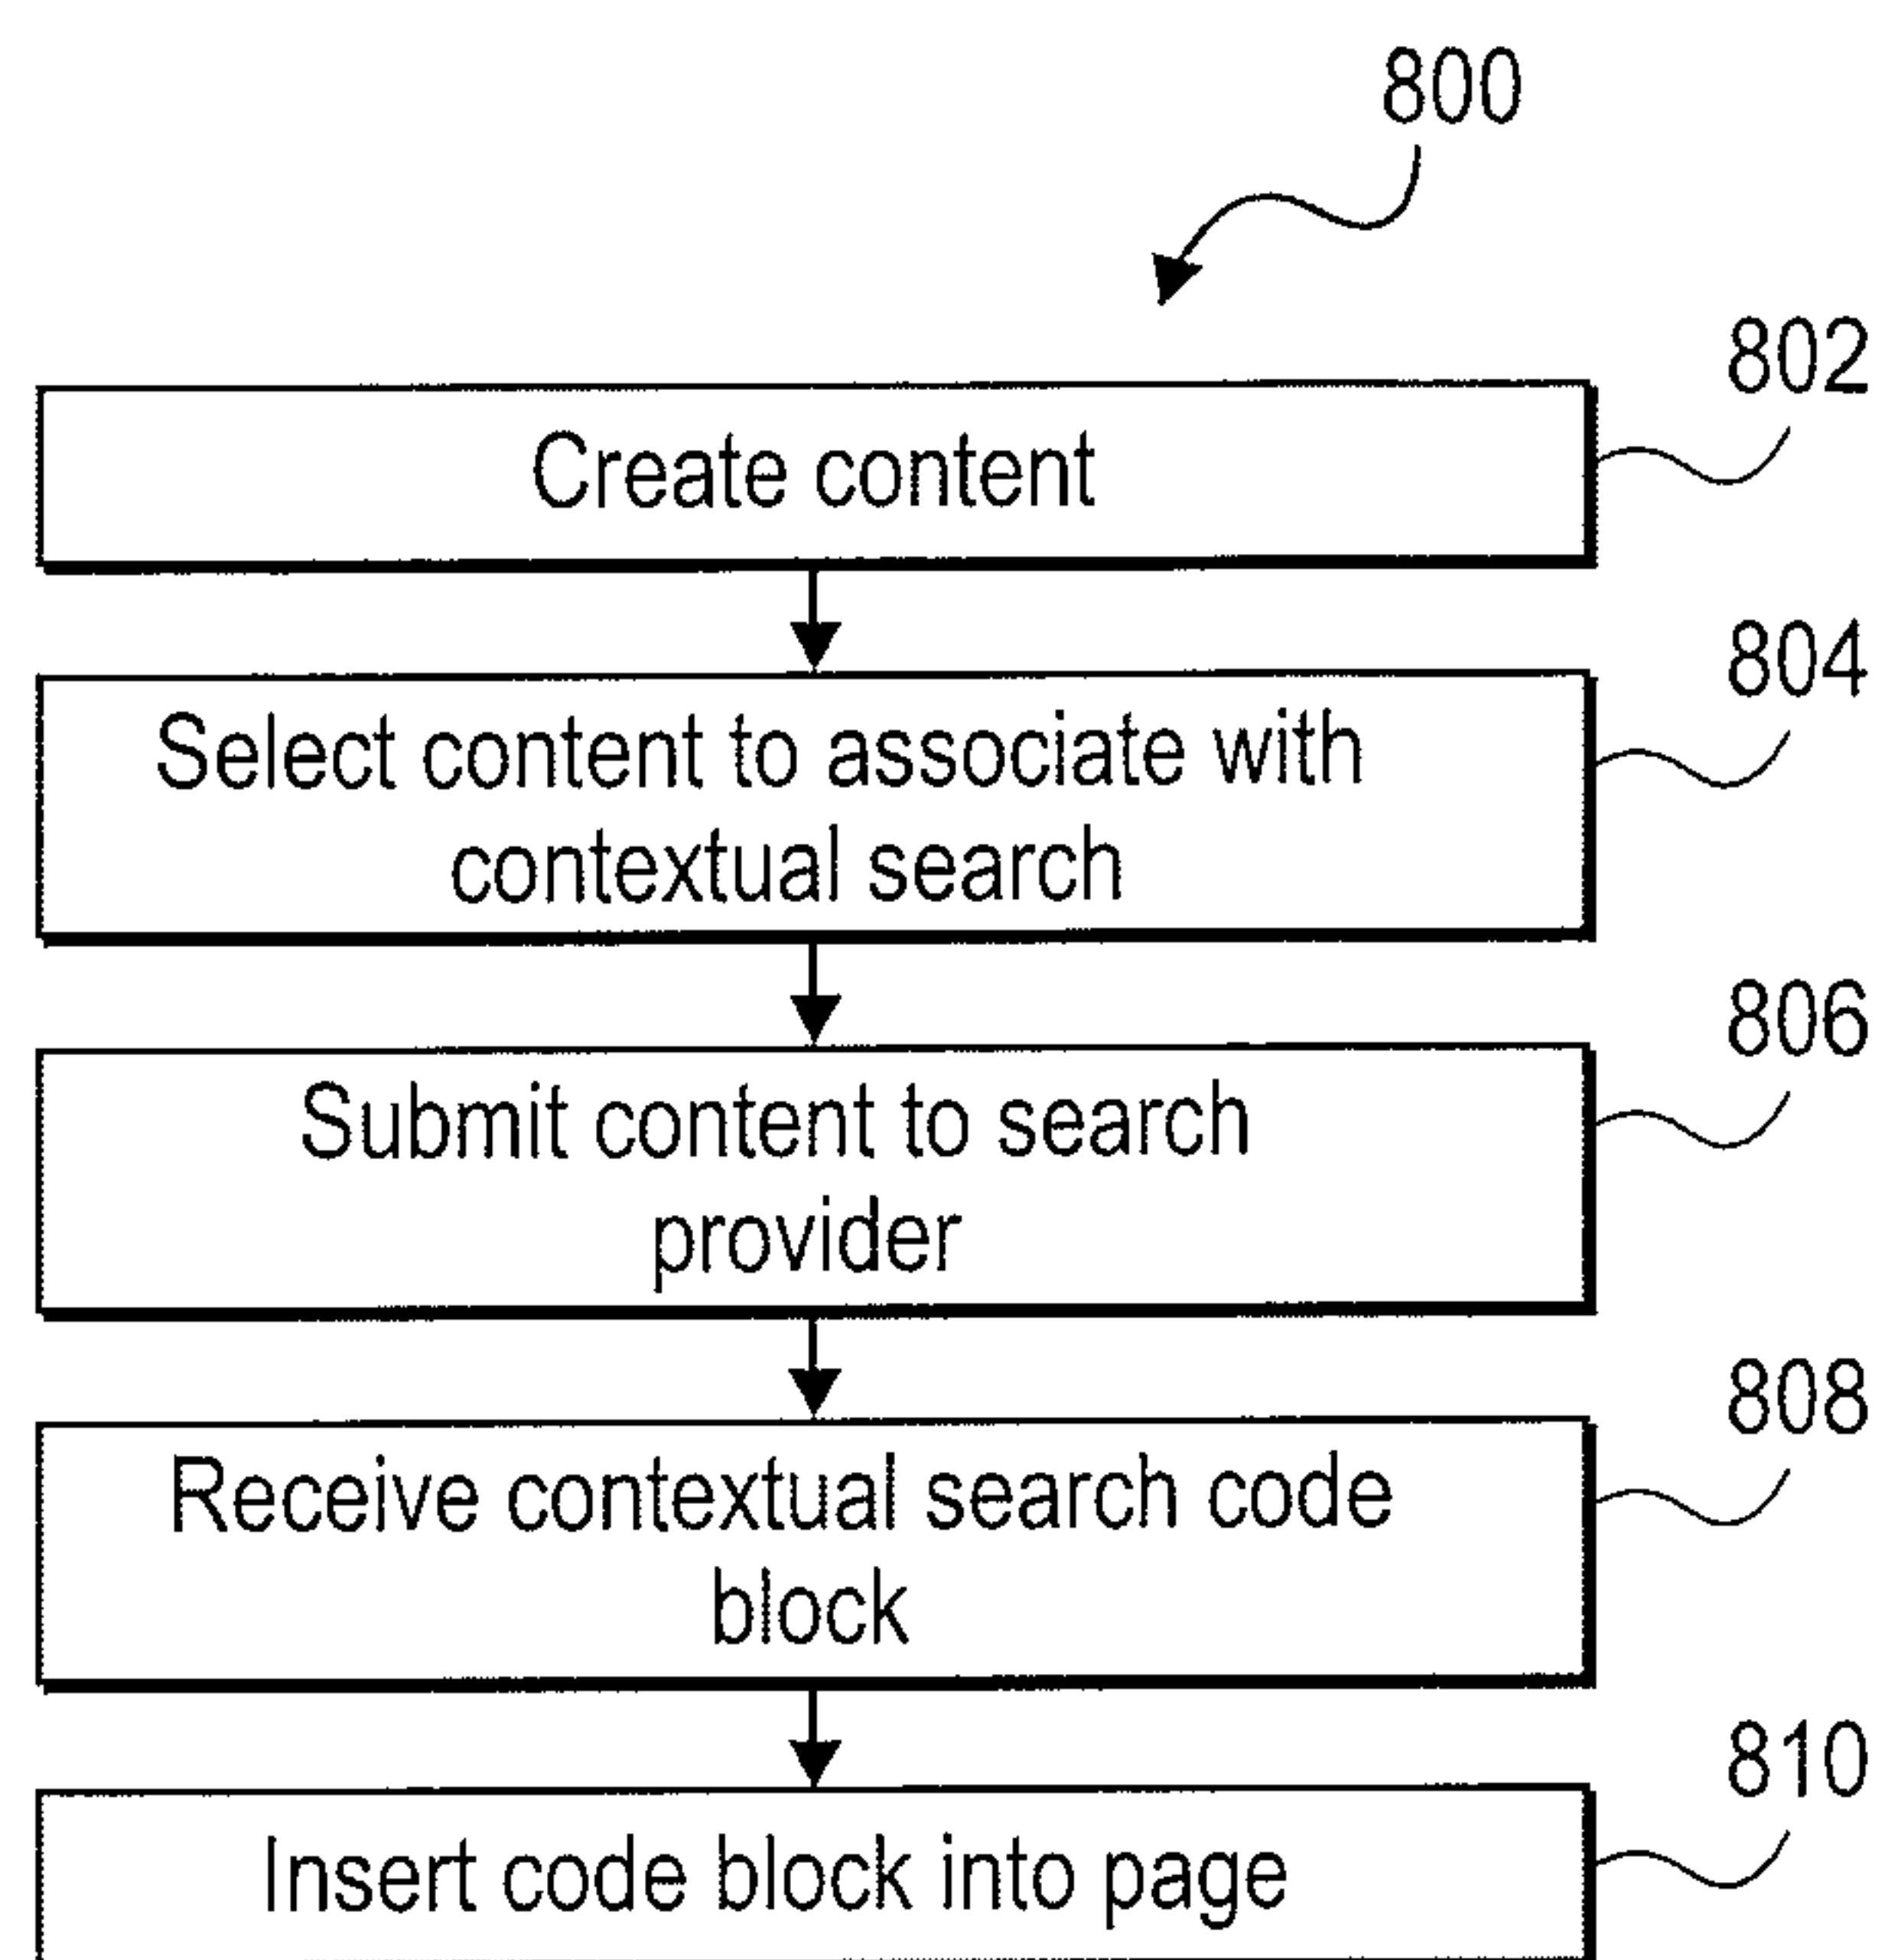 800
802
Create content
804
Select content to associate with
contextual search
806
Submit content to search
provider
808
Receive contextual search code
block
810
Insert code block into page